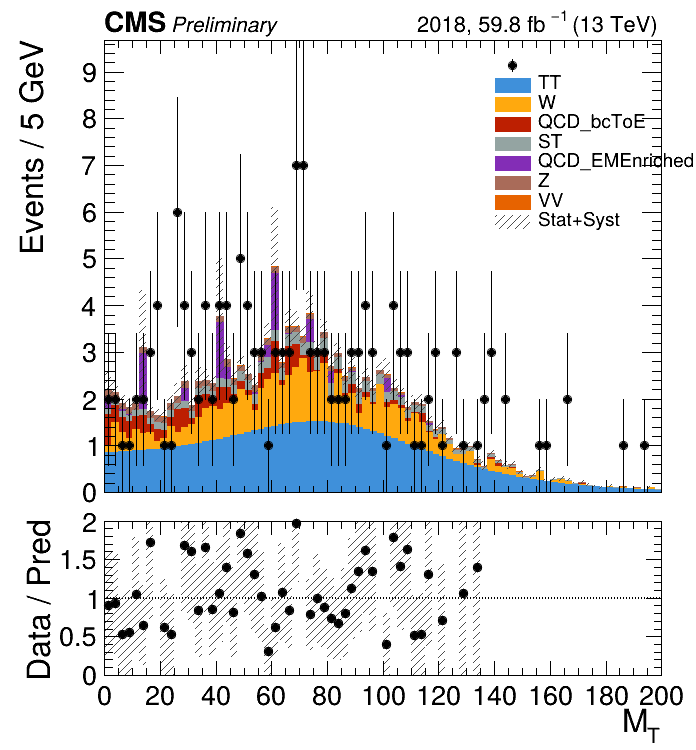 CMS Preliminary 2018, 59.8 fb⁻¹ (13 TeV)
Events / 5 GeV
9
8
7
6
5
4
3
2
1
0
TT
W
QCD_bcToE
ST
QCD_EMEnriched
Z
VV
Stat+Syst
Data / Pred
2
1.5
1
0.5
0
0 20 40 60 80 100 120 140 160 180 200
M_T